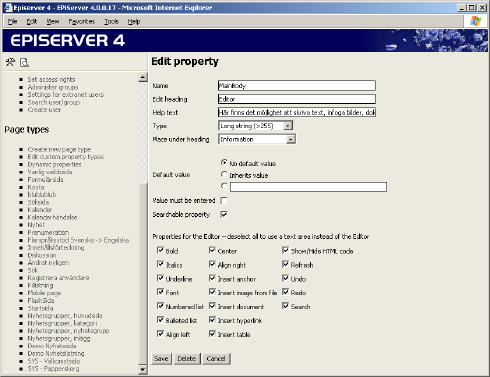 Episerver 4 - EPiServer 4.0.0.17 - Microsoft Internet Explorer
File Edit View Favorites Tools Help
EPISERVER 4
Set access rights
Administer groups
Settings for extranet users
Search user/group
Create user
Page types
Create new page type
Edit custom property types
Dynamic properties
Vanlig webbsida
Formulärsida
Rösta
blublublub
Söksida
Kalender
Kalenderhändelse
Nyhet
Prenumeration
Flerspråksstöd Svenska -> Engelska
Innehållsförteckning
Diskussion
Ändrat nyligen
Sök
Registrera användare
Fillistning
Mobile page
FlashSida
Startsida
Nyhetsgrupper, huvudsida
Nyhetsgrupper, kategori
Nyhetsgrupper, nyhetsgrupp
Nyhetsgrupper, inlägg
Demo Nyhetssida
Demo Nyhetslistning
SYS - Välkomstsida
SYS - Papperskorg
Edit property
Name MainBody
Edit heading Editor
Help text Här finns det möjlighet att skriva text, infoga bilder, dok
Type Long string (>255)
Place under heading Information
No default value
Default value Inherits value
Value must be entered
Searchable property
Properties for the Editor -- deselect all to use a text area instead of the Editor
Bold Center Show/Hide HTML code
Italics Align right Refresh
Underline Insert anchor Undo
Font Insert image from file Redo
Numbered list Insert document Search
Bulleted list Insert hyperlink
Align left Insert table
Save Delete Cancel